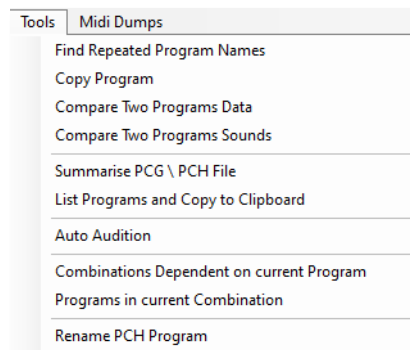 Tools Midi Dumps
Find Repeated Program Names
Copy Program
Compare Two Programs Data
Compare Two Programs Sounds
Summarise PCG \ PCH File
List Programs and Copy to Clipboard
Auto Audition
Combinations Dependent on current Program
Programs in current Combination
Rename PCH Program